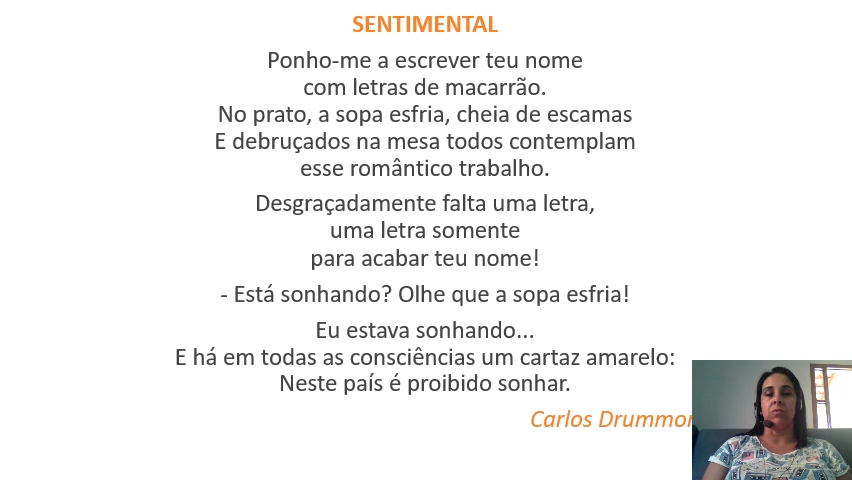 SENTIMENTAL
Ponho-me a escrever teu nome
com letras de macarrão.
No prato, a sopa esfria, cheia de escamas
E debruçados na mesa todos contemplam
esse romântico trabalho.
Desgraçadamente falta uma letra,
uma letra somente
para acabar teu nome!
- Está sonhando? Olhe que a sopa esfria!
Eu estava sonhando...
E há em todas as consciências um cartaz amarelo:
Neste país é proibido sonhar.
Carlos